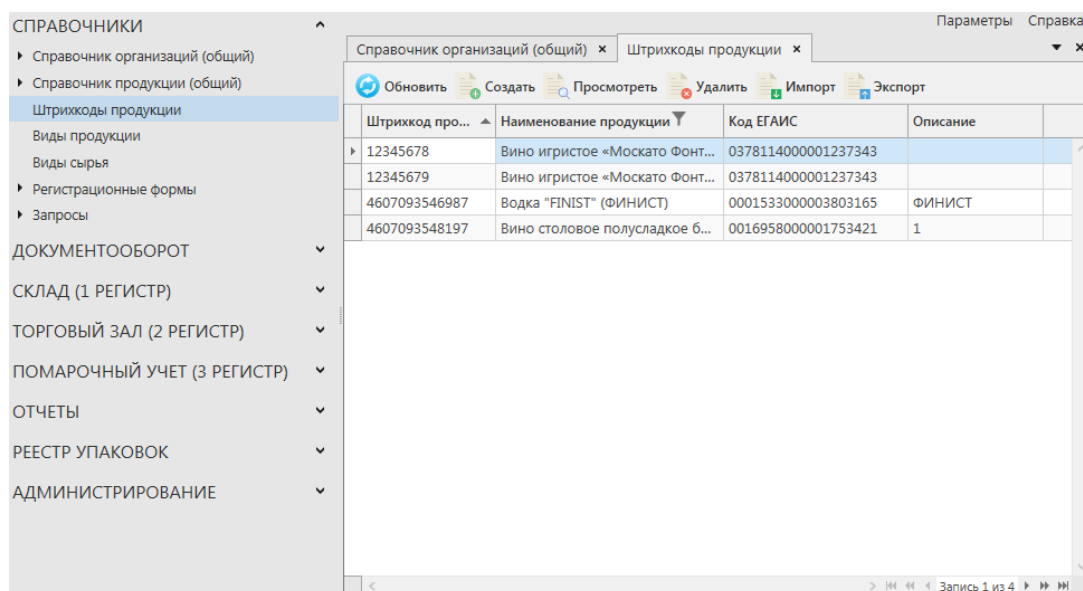 Параметры Справка
СПРАВОЧНИКИ
Справочник организаций (общий)
Справочник продукции (общий)
Штрихкоды продукции
Виды продукции
Виды сырья
Регистрационные формы
Запросы
ДОКУМЕНТООБОРОТ
СКЛАД (1 РЕГИСТР)
ТОРГОВЫЙ ЗАЛ (2 РЕГИСТР)
ПОМАРОЧНЫЙ УЧЕТ (3 РЕГИСТР)
ОТЧЕТЫ
РЕЕСТР УПАКОВОК
АДМИНИСТРИРОВАНИЕ
Справочник организаций (общий) × Штрихкоды продукции ×
Обновить Создать Просмотреть Удалить Импорт Экспорт
Штрихкод про... Наименование продукции Код ЕГАИС Описание
12345678 Вино игристое «Москато Фонт... 0378114000001237343
12345679 Вино игристое «Москато Фонт... 0378114000001237343
4607093546987 Водка "FINIST" (ФИНИСТ) 0001533000003803165 ФИНИСТ
4607093548197 Вино столовое полусладкое б... 0016958000001753421 1
Запись 1 из 4